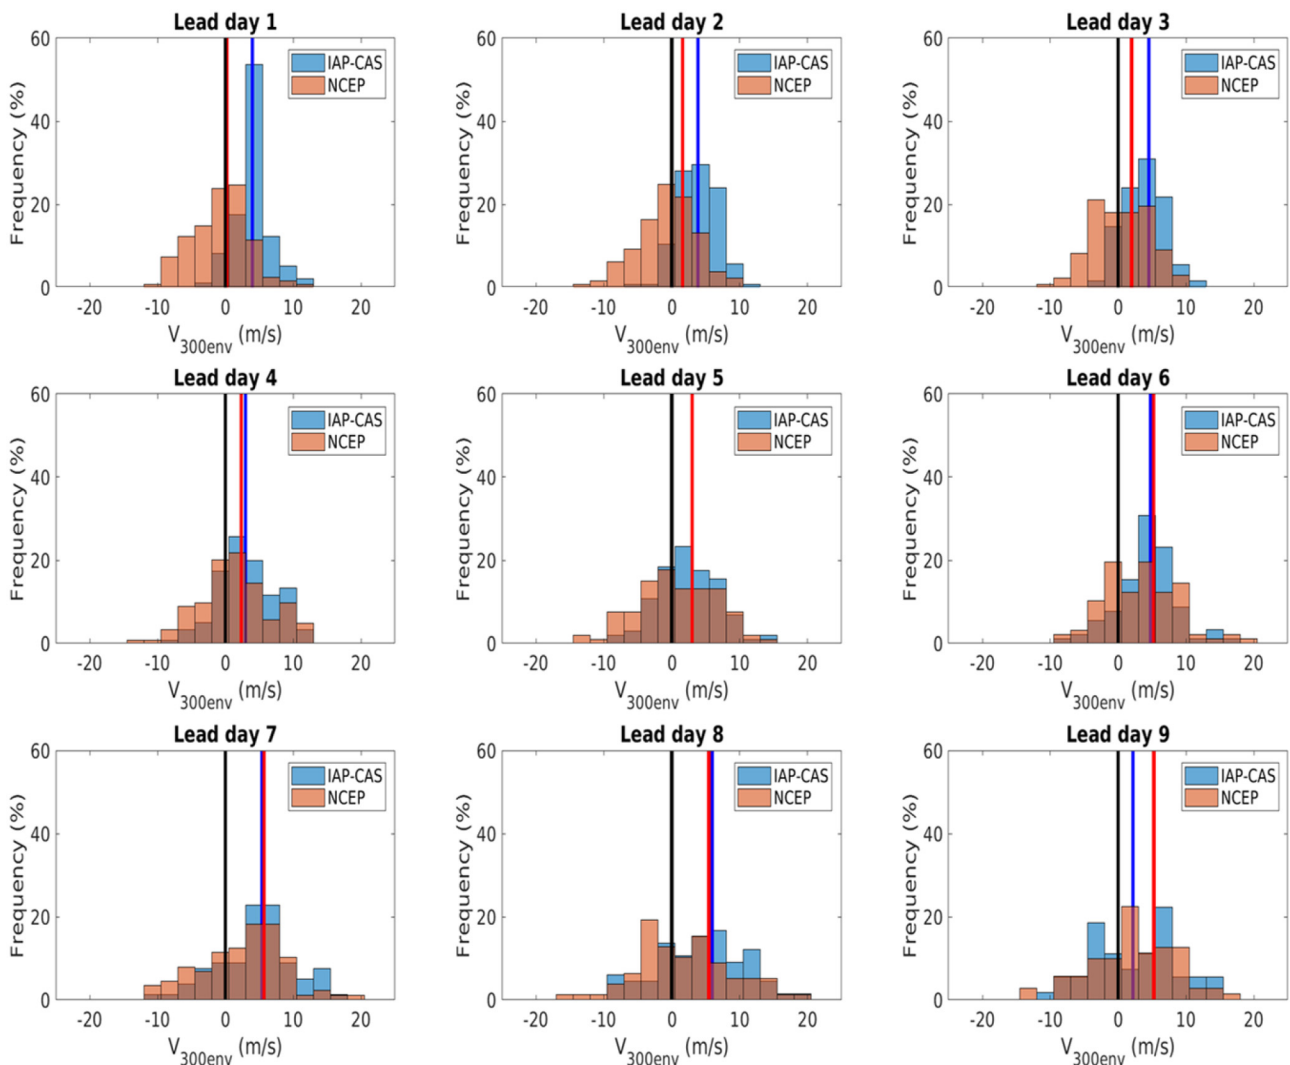 Lead day 1
Frequency (%)
60
40
20
0
IAP-CAS
NCEP
-20 -10 0 10 20
V300env (m/s)
Lead day 2
Frequency (%)
60
40
20
0
IAP-CAS
NCEP
-20 -10 0 10 20
V300env (m/s)
Lead day 3
Frequency (%)
60
40
20
0
IAP-CAS
NCEP
-20 -10 0 10 20
V300env (m/s)
Lead day 4
Frequency (%)
60
40
20
0
IAP-CAS
NCEP
-20 -10 0 10 20
V300env (m/s)
Lead day 5
Frequency (%)
60
40
20
0
IAP-CAS
NCEP
-20 -10 0 10 20
V300env (m/s)
Lead day 6
Frequency (%)
60
40
20
0
IAP-CAS
NCEP
-20 -10 0 10 20
V300env (m/s)
Lead day 7
Frequency (%)
60
40
20
0
IAP-CAS
NCEP
-20 -10 0 10 20
V300env (m/s)
Lead day 8
Frequency (%)
60
40
20
0
IAP-CAS
NCEP
-20 -10 0 10 20
V300env (m/s)
Lead day 9
Frequency (%)
60
40
20
0
IAP-CAS
NCEP
-20 -10 0 10 20
V300env (m/s)